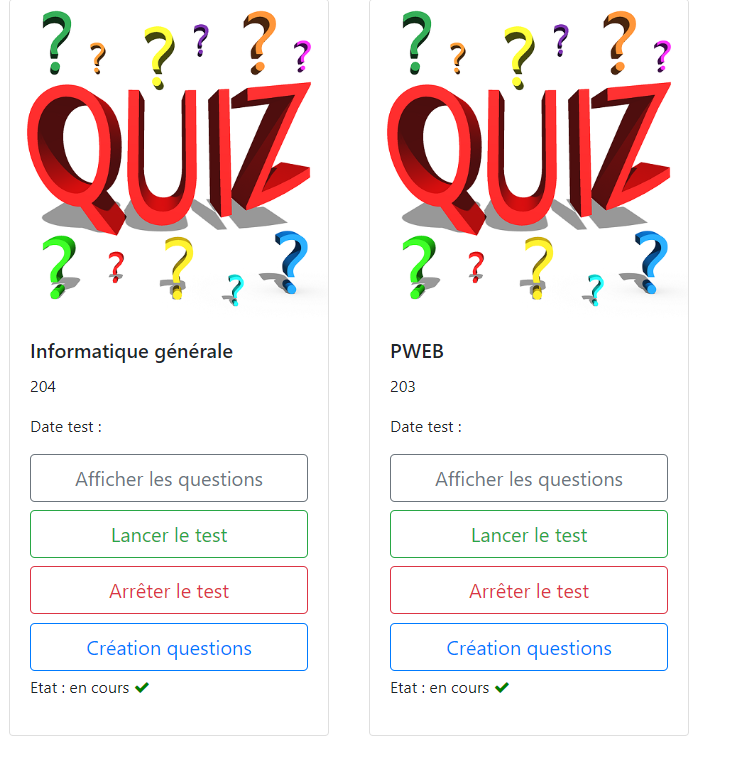 QUIZ
Informatique générale
204
Date test :
Afficher les questions
Lancer le test
Arrêter le test
Création questions
Etat : en cours
QUIZ
PWEB
203
Date test :
Afficher les questions
Lancer le test
Arrêter le test
Création questions
Etat : en cours